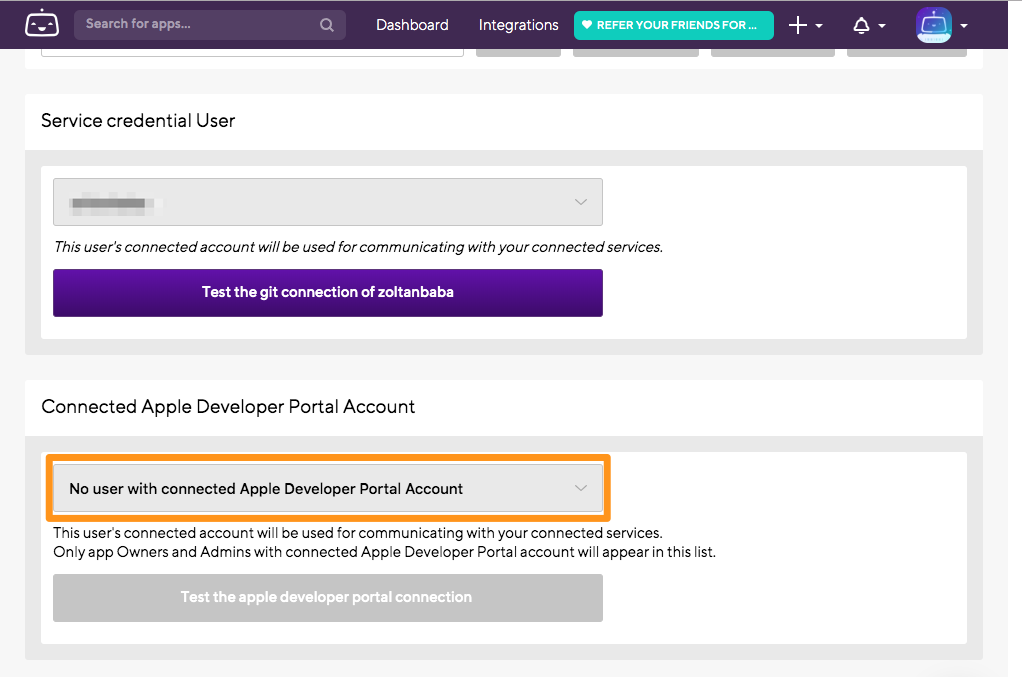 Search for apps...
Dashboard
Integrations
REFER YOUR FRIENDS FOR ...
Service credential User
This user's connected account will be used for communicating with your connected services.
Test the git connection of zoltanbaba
Connected Apple Developer Portal Account
No user with connected Apple Developer Portal Account
This user's connected account will be used for communicating with your connected services.
Only app Owners and Admins with connected Apple Developer Portal account will appear in this list.
Test the apple developer portal connection